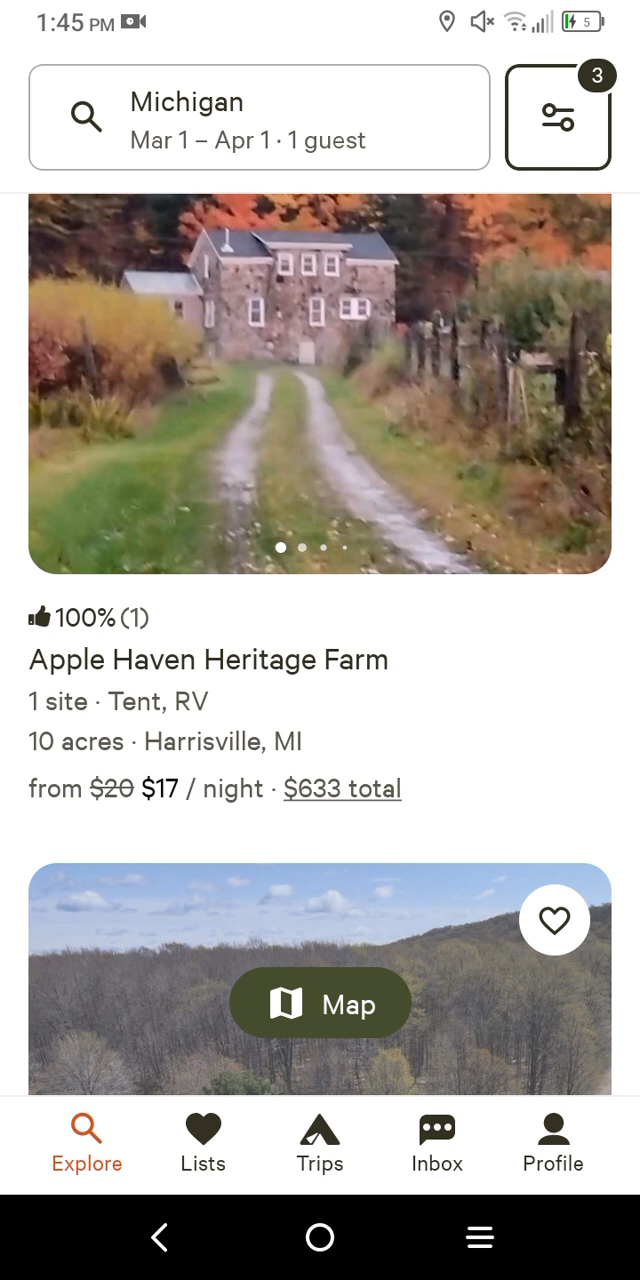 1:45 PM
5
3
Michigan
Mar 1 – Apr 1 · 1 guest
100% (1)
Apple Haven Heritage Farm
1 site · Tent, RV
10 acres · Harrisville, MI
from $20 $17 / night · $633 total
Map
Explore Lists Trips Inbox Profile